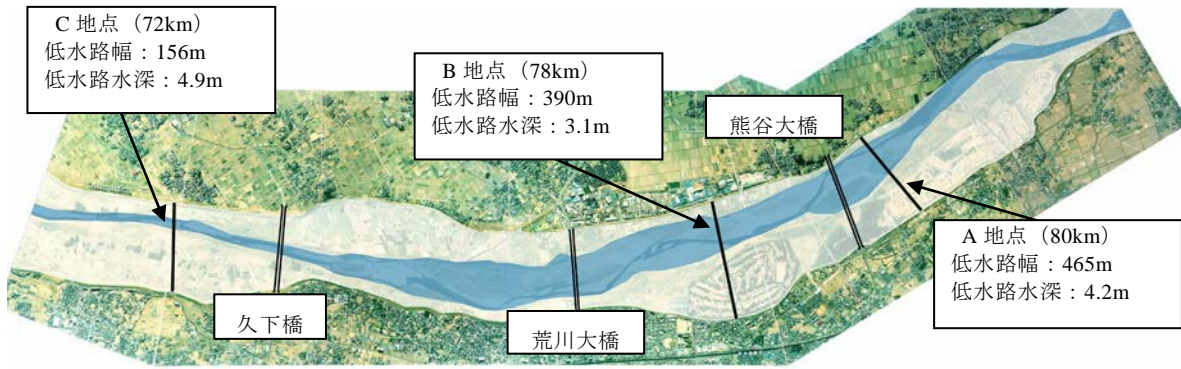 C 地点（72km）
低水路幅：156m
低水路水深：4.9m
B 地点（78km）
低水路幅：390m
低水路水深：3.1m
熊谷大橋
A 地点（80km）
低水路幅：465m
低水路水深：4.2m
久下橋
荒川大橋